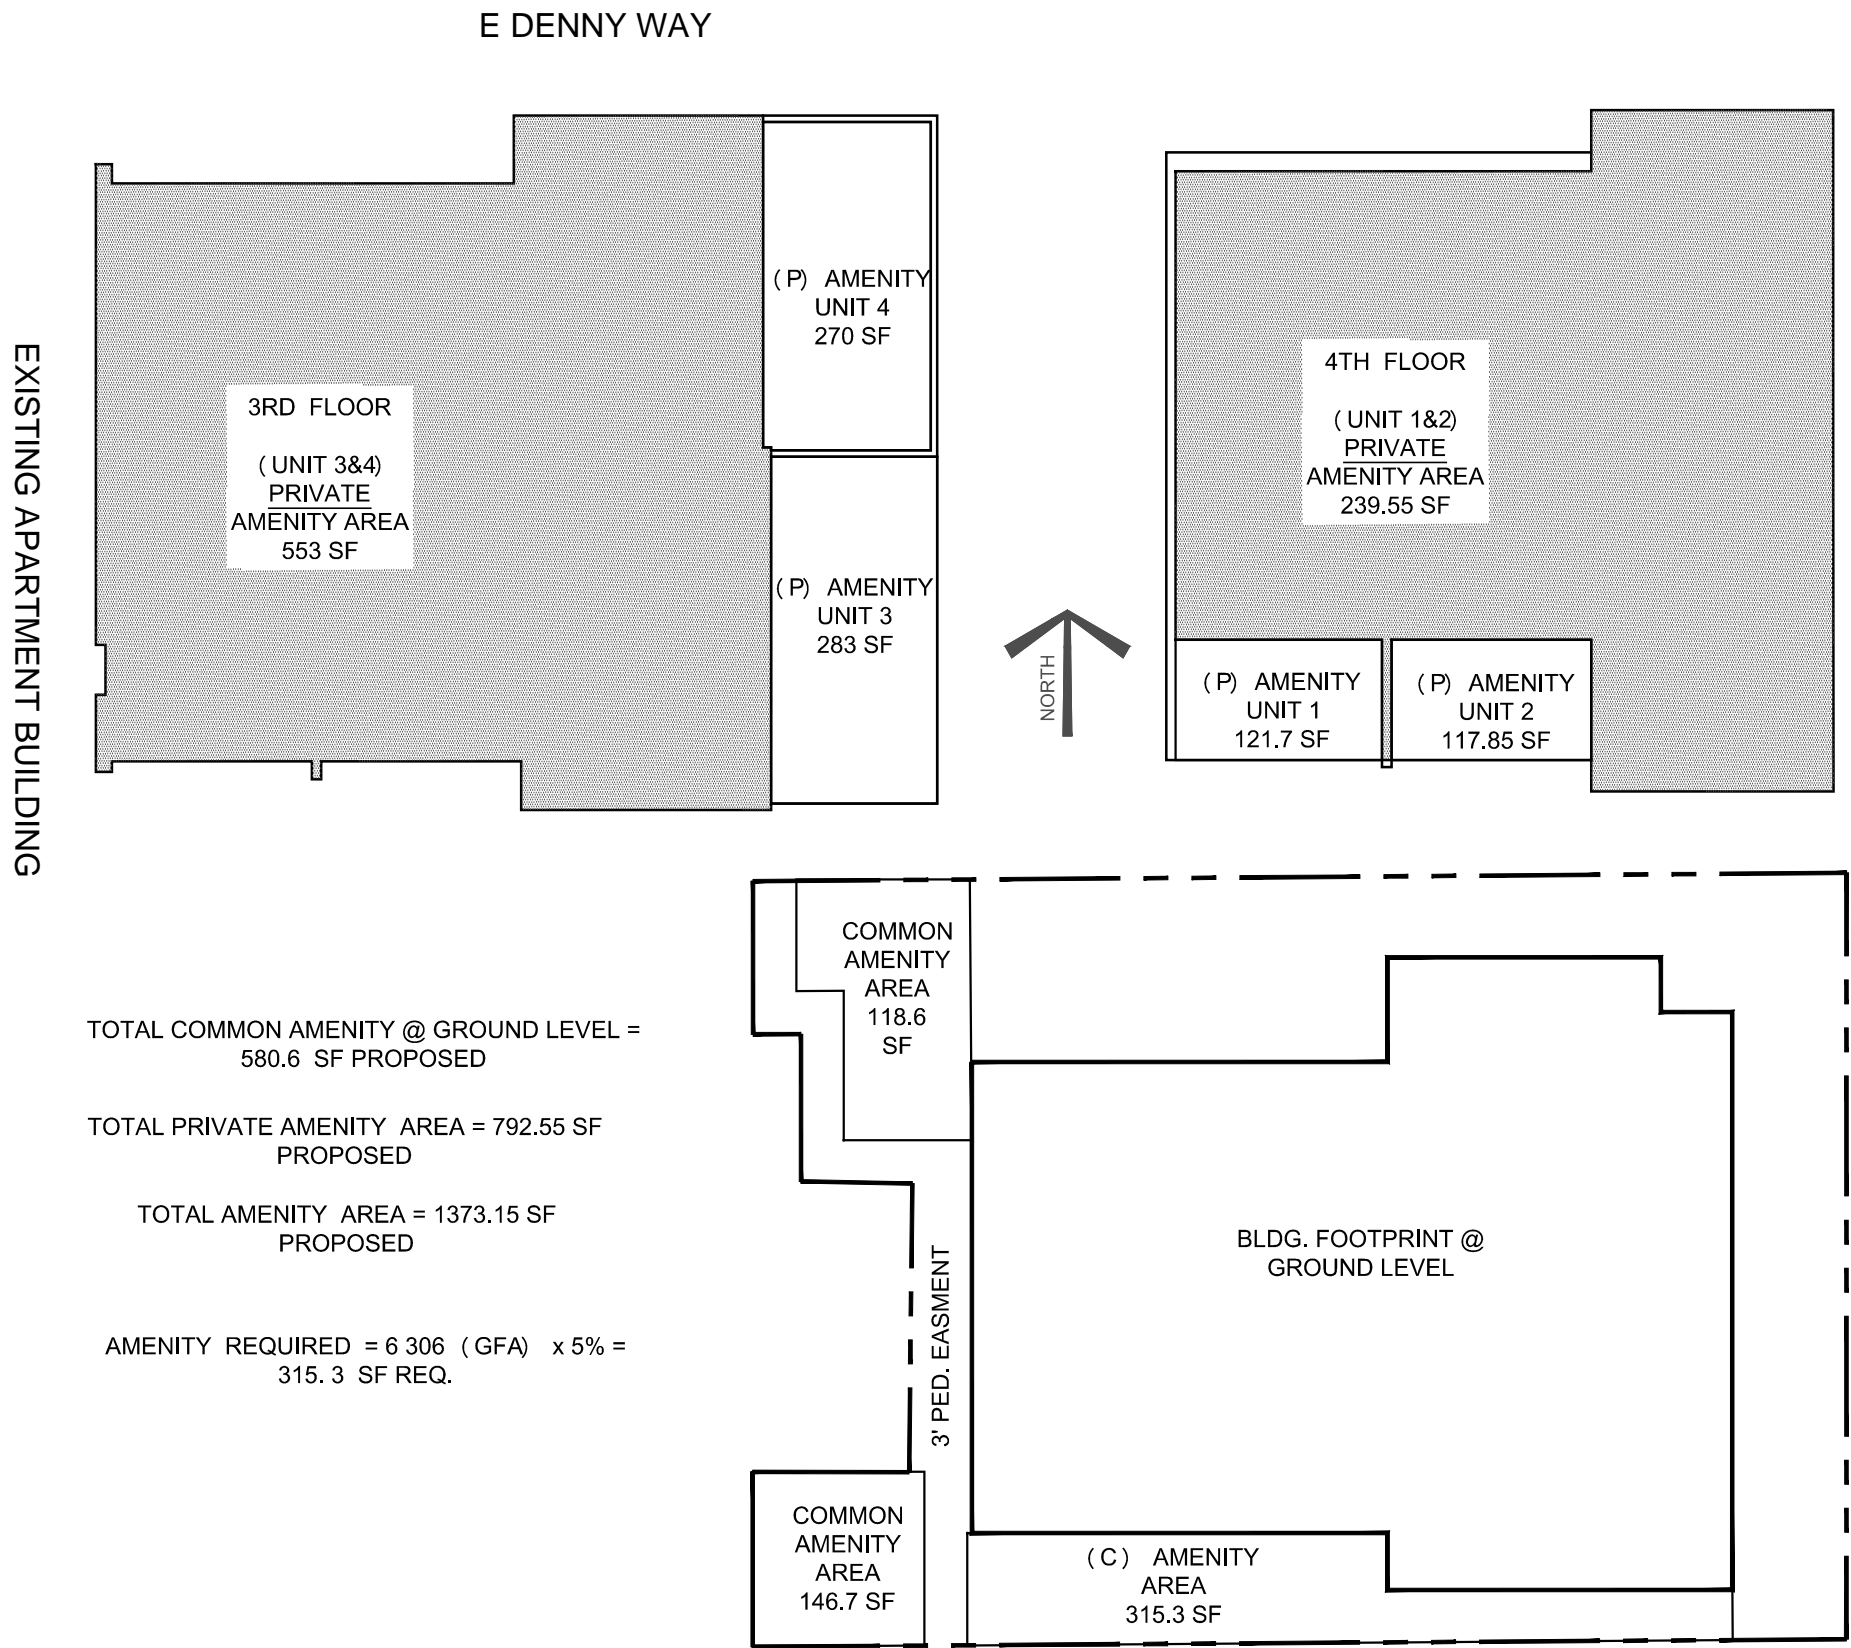 E DENNY WAY
EXISTING APARTMENT BUILDING
3RD FLOOR
(UNIT 3&4)
PRIVATE
AMENITY AREA
553 SF
(P) AMENITY
UNIT 4
270 SF
(P) AMENITY
UNIT 3
283 SF
NORTH
4TH FLOOR
(UNIT 1&2)
PRIVATE
AMENITY AREA
239.55 SF
(P) AMENITY
UNIT 1
121.7 SF
(P) AMENITY
UNIT 2
117.85 SF
TOTAL COMMON AMENITY @ GROUND LEVEL =
580.6 SF PROPOSED
TOTAL PRIVATE AMENITY AREA = 792.55 SF
PROPOSED
TOTAL AMENITY AREA = 1373.15 SF
PROPOSED
AMENITY REQUIRED = 6 306 (GFA) x 5% =
315. 3 SF REQ.
COMMON
AMENITY
AREA
118.6
SF
BLDG. FOOTPRINT @
GROUND LEVEL
3' PED. EASMENT
COMMON
AMENITY
AREA
146.7 SF
(C) AMENITY
AREA
315.3 SF